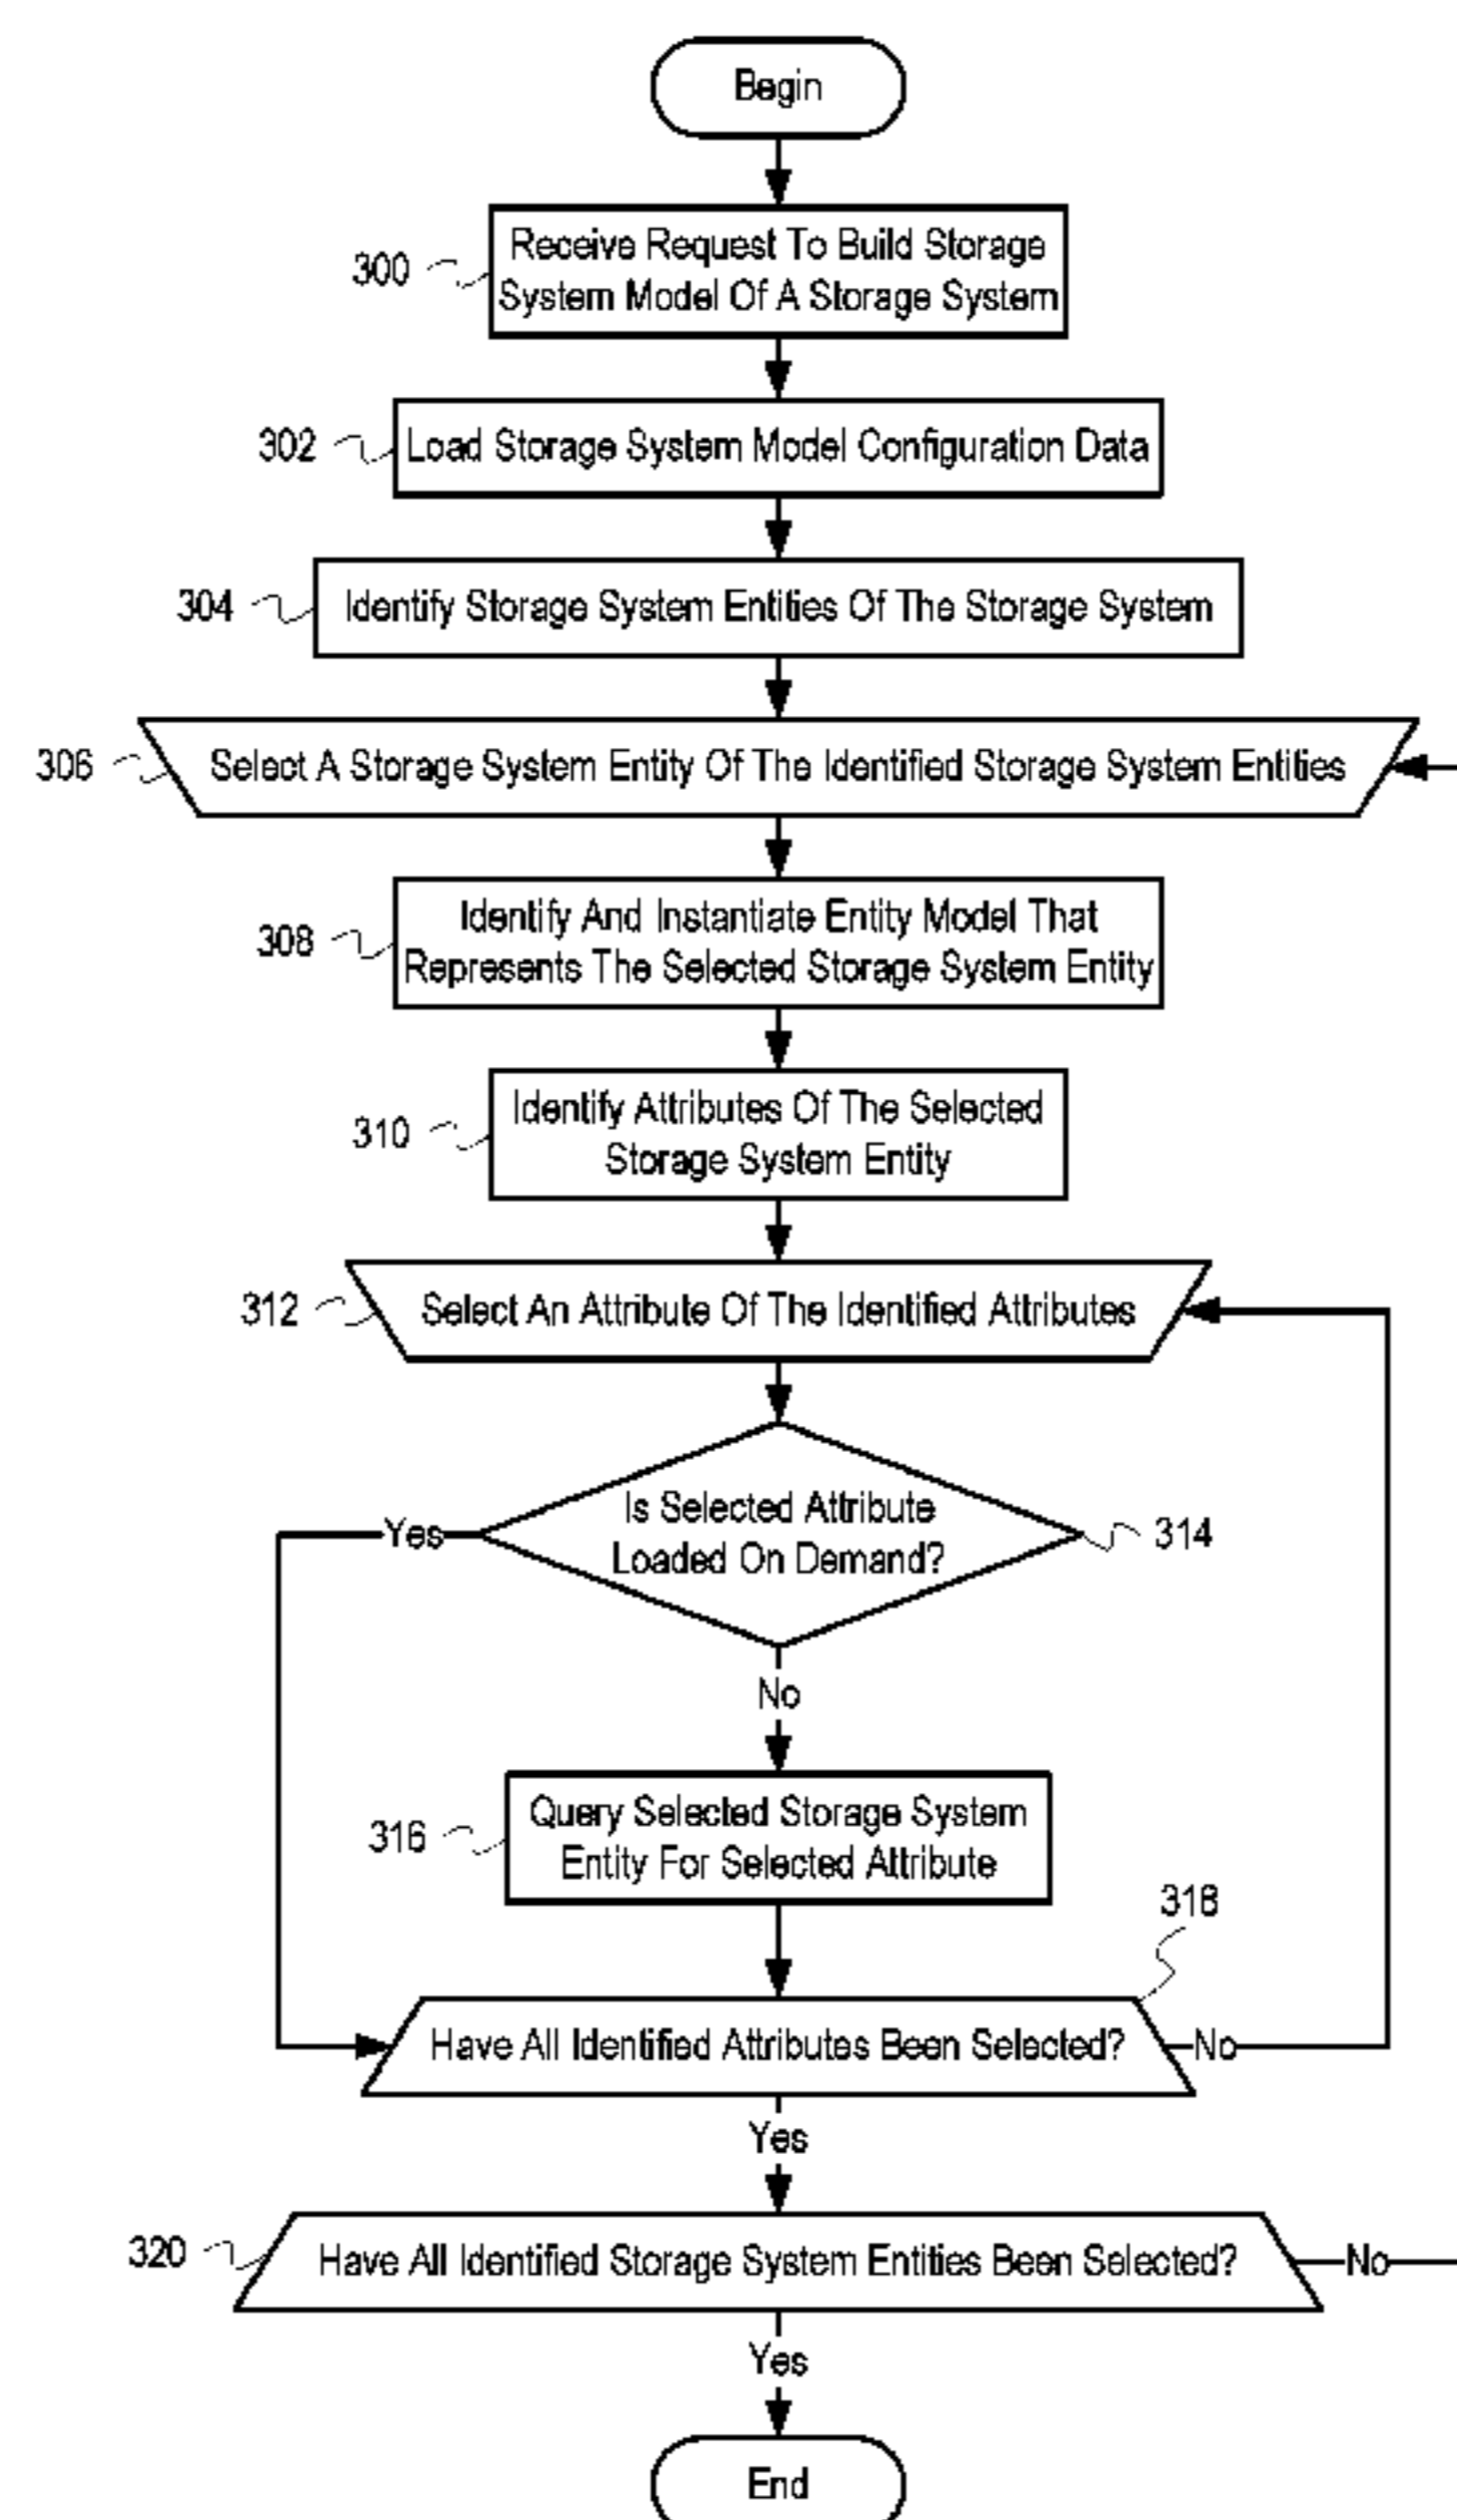 Begin
300
Receive Request To Build Storage
System Model Of A Storage System
302
Load Storage System Model Configuration Data
304
Identify Storage System Entities Of The Storage System
306
Select A Storage System Entity Of The Identified Storage System Entities
308
Identify And Instantiate Entity Model That
Represents The Selected Storage System Entity
310
Identify Attributes Of The Selected
Storage System Entity
312
Select An Attribute Of The Identified Attributes
Is Selected Attribute
Loaded On Demand?
314
Yes
No
316
Query Selected Storage System
Entity For Selected Attribute
318
Have All Identified Attributes Been Selected?
No
Yes
320
Have All Identified Storage System Entities Been Selected?
No
Yes
End